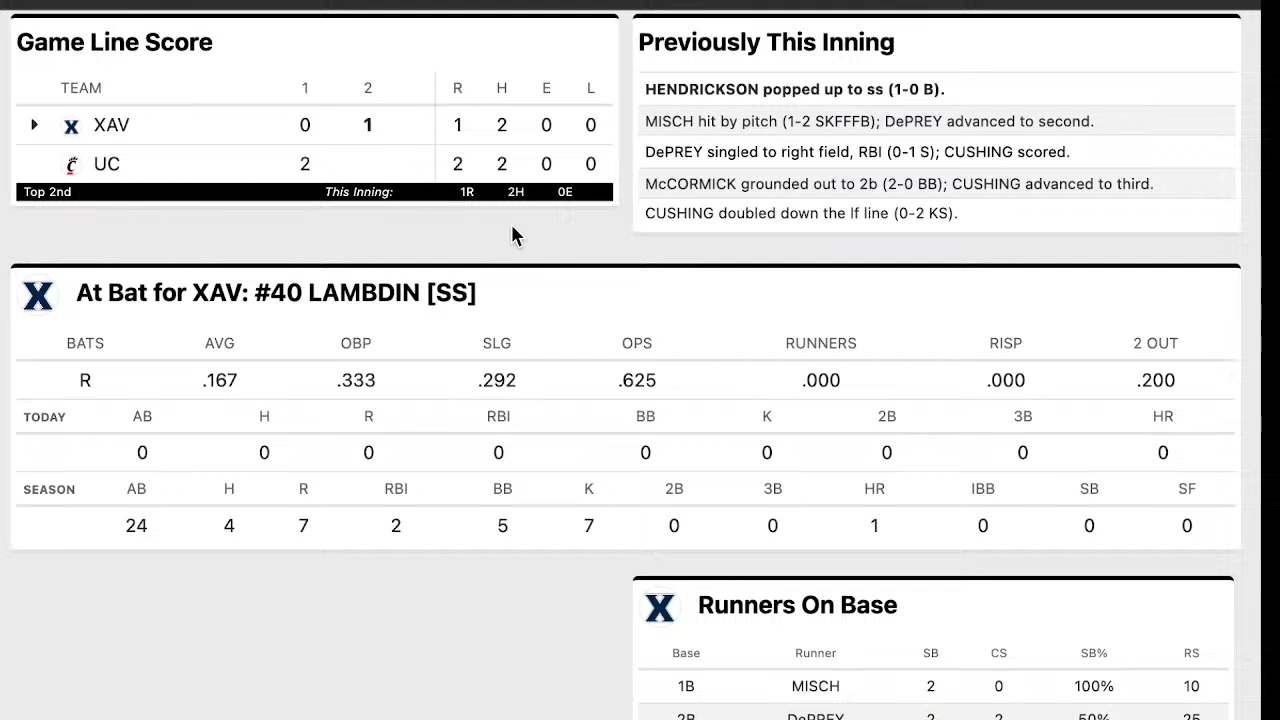 Game Line Score
TEAM 1 2 R H E L
XAV 0 1 1 2 0 0
UC 2 2 2 0 0
Top 2nd This Inning: 1R 2H 0E
Previously This Inning
HENDRICKSON popped up to ss (1-0 B).
MISCH hit by pitch (1-2 SKFFFB); DePREY advanced to second.
DePREY singled to right field, RBI (0-1 S); CUSHING scored.
McCORMICK grounded out to 2b (2-0 BB); CUSHING advanced to third.
CUSHING doubled down the lf line (0-2 KS).
At Bat for XAV: #40 LAMBDIN [SS]
BATS AVG OBP SLG OPS RUNNERS RISP 2 OUT
R .167 .333 .292 .625 .000 .000 .200
TODAY AB H R RBI BB K 2B 3B HR
0 0 0 0 0 0 0 0 0
SEASON AB H R RBI BB K 2B 3B HR IBB SB SF
24 4 7 2 5 7 0 0 1 0 0 0
Runners On Base
Base Runner SB CS SB% RS
1B MISCH 2 0 100% 10
2B DePREY 2 2 50% 25